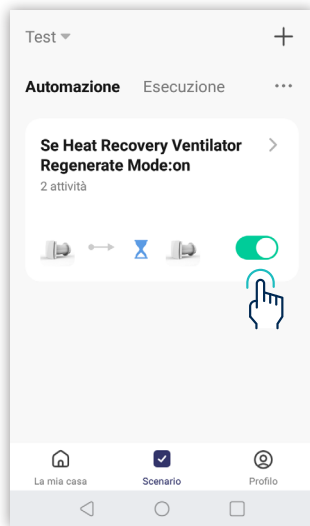 Test
Automazione Esecuzione
Se Heat Recovery Ventilator
Regenerate Mode:on
2 attività
La mia casa Scenario Profilo